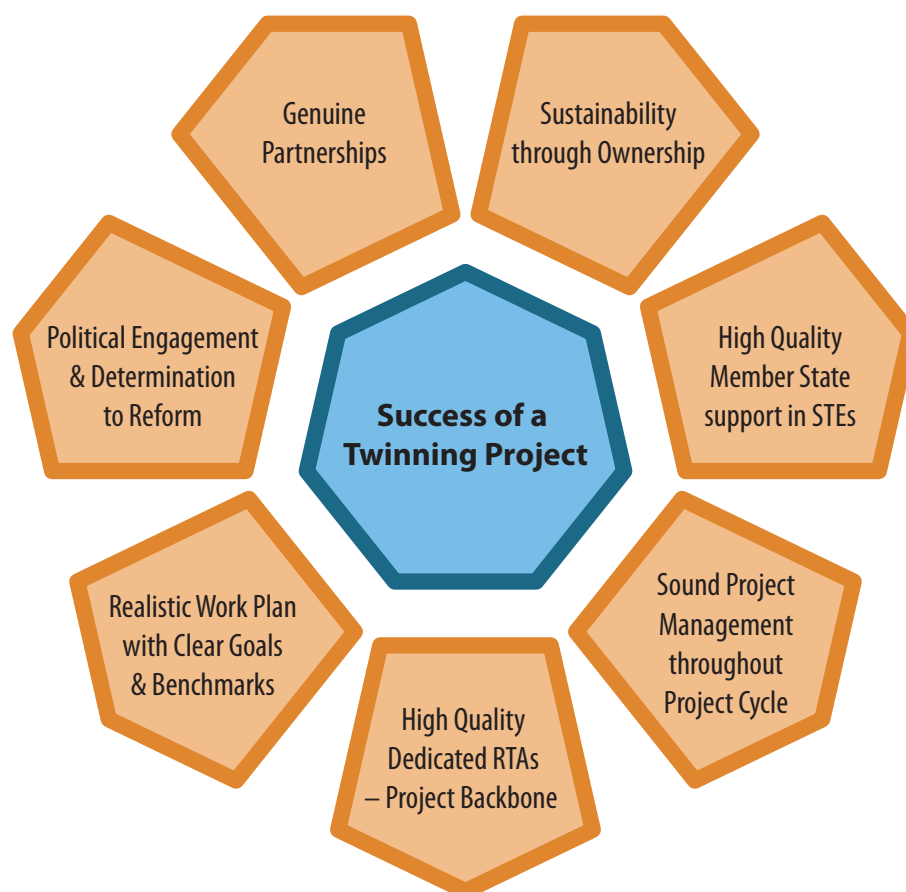 Genuine
Partnerships
Sustainability
through Ownership
Political Engagement
& Determination
to Reform
High Quality
Member State
support in STEs
Success of a
Twinning Project
Realistic Work Plan
with Clear Goals
& Benchmarks
Sound Project
Management
throughout
Project Cycle
High Quality
Dedicated RTAs
– Project Backbone